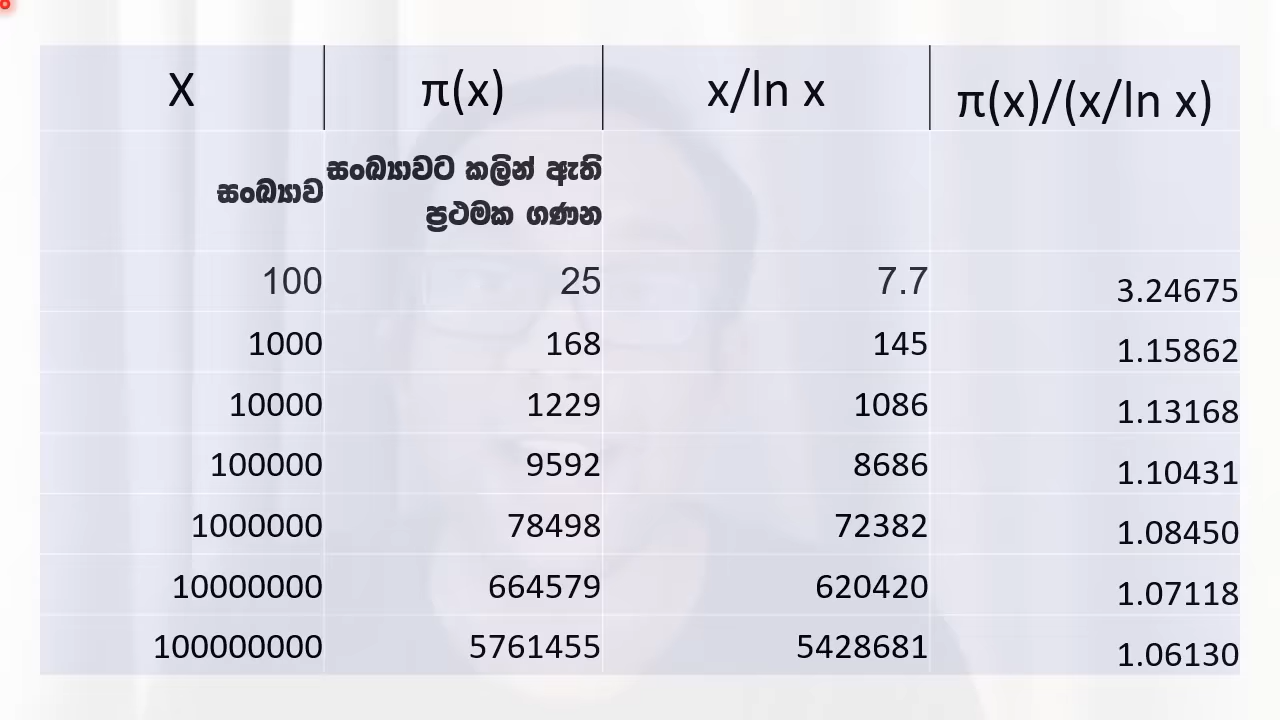 X π(x) x/ln x π(x)/(x/ln x)
සංඛ්‍යාව සංඛ්‍යාවට කලින් ඇති
ප්‍රථමක ගණන
100 25 7.7 3.24675
1000 168 145 1.15862
10000 1229 1086 1.13168
100000 9592 8686 1.10431
1000000 78498 72382 1.08450
10000000 664579 620420 1.07118
100000000 5761455 5428681 1.06130